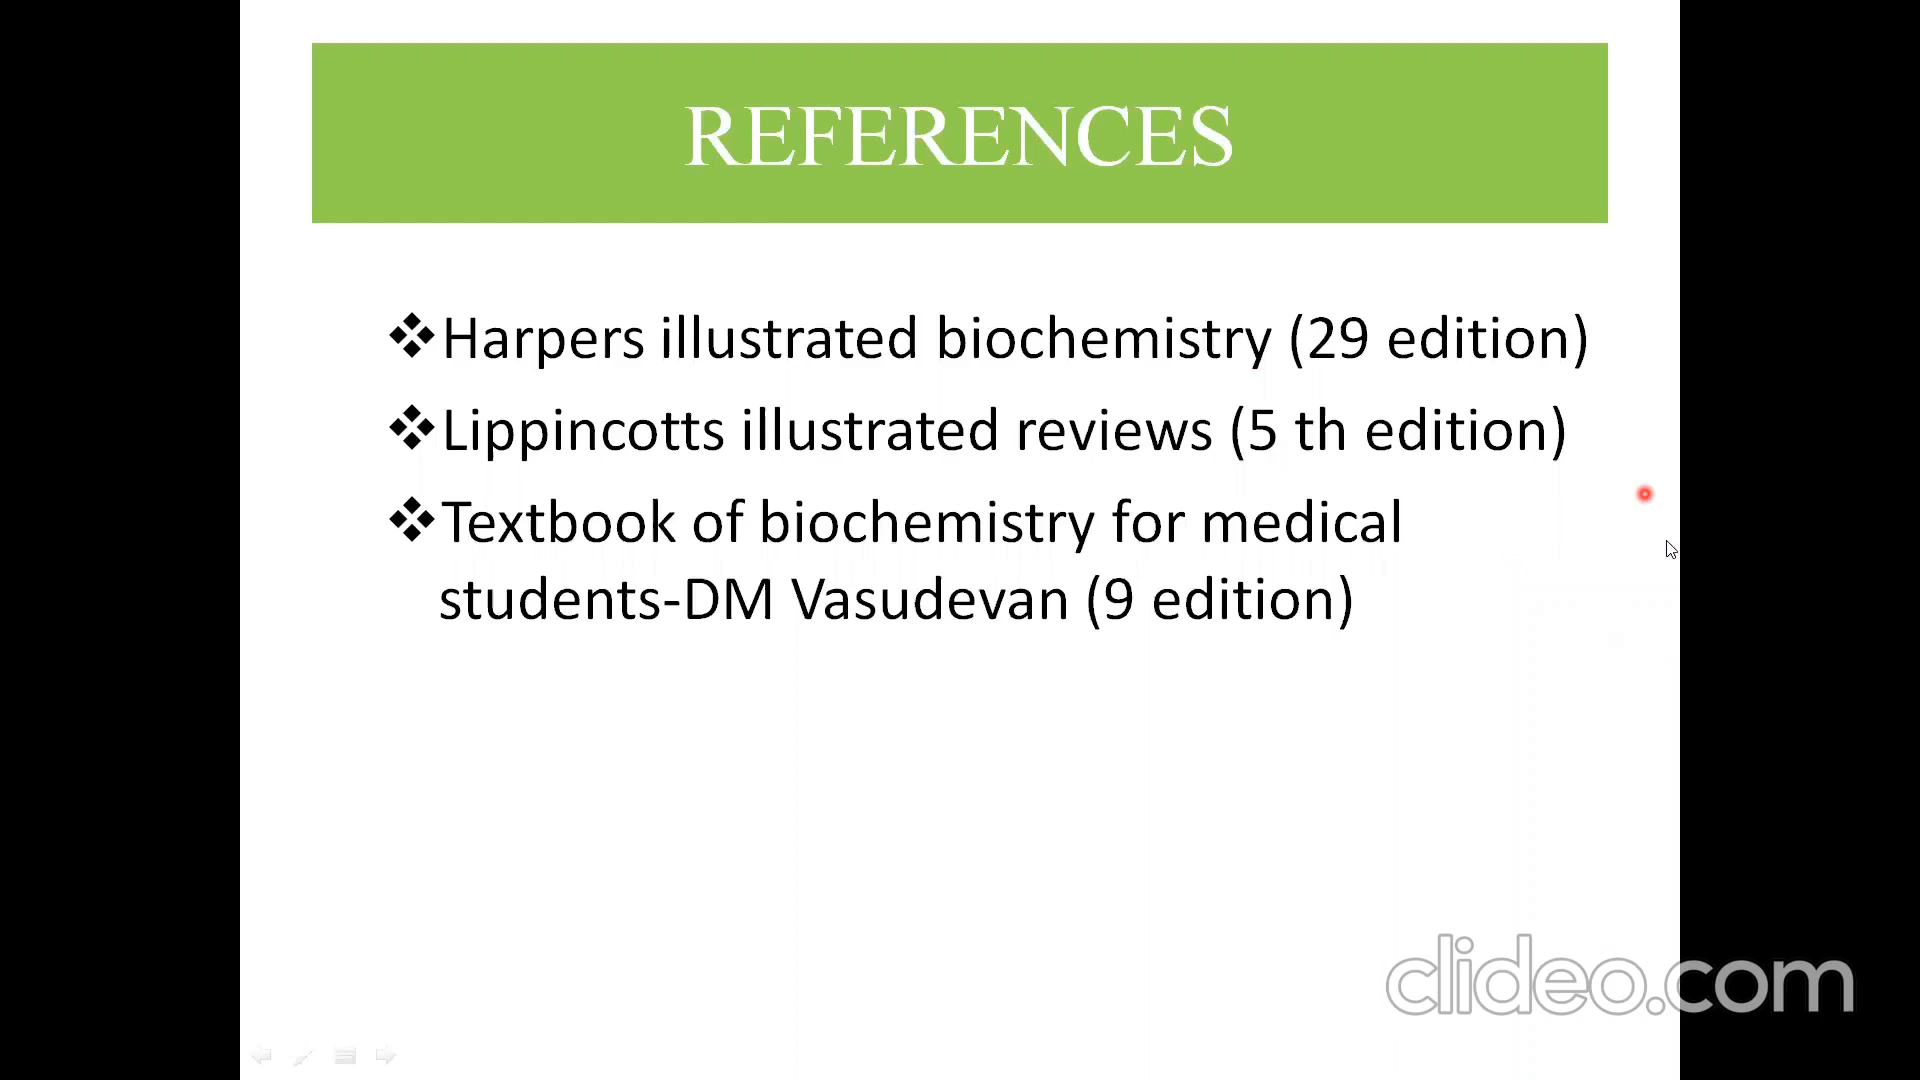 REFERENCES
❖Harpers illustrated biochemistry (29 edition)
❖Lippincotts illustrated reviews (5 th edition)
❖Textbook of biochemistry for medical
students-DM Vasudevan (9 edition)
clideo.com